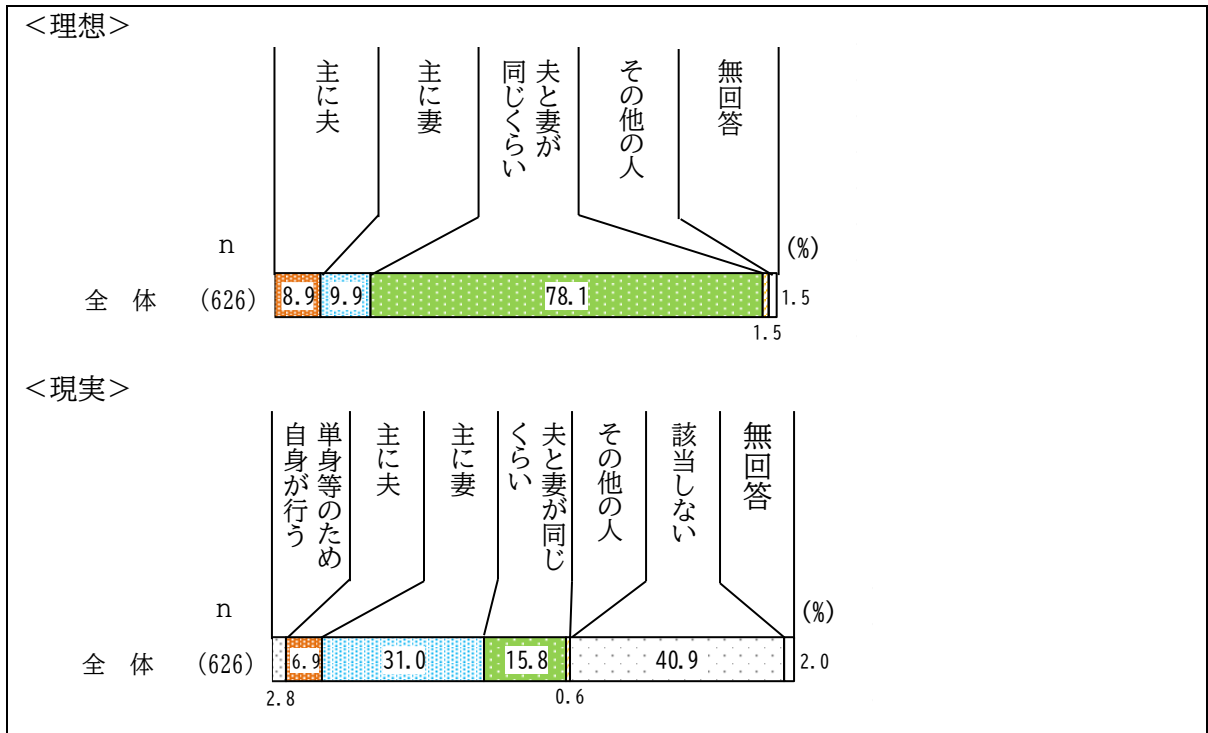 ＜理想＞
主に夫
主に妻
夫と妻が
同じくらい
その他の人
無回答
n
(%)
全 体 (626)
8.9
9.9
78.1
1.5
1.5
＜現実＞
単身等のため
自身が行う
主に夫
主に妻
夫と妻が同じ
くらい
その他の人
該当しない
無回答
n
(%)
全 体 (626)
2.8
6.9
31.0
15.8
0.6
40.9
2.0